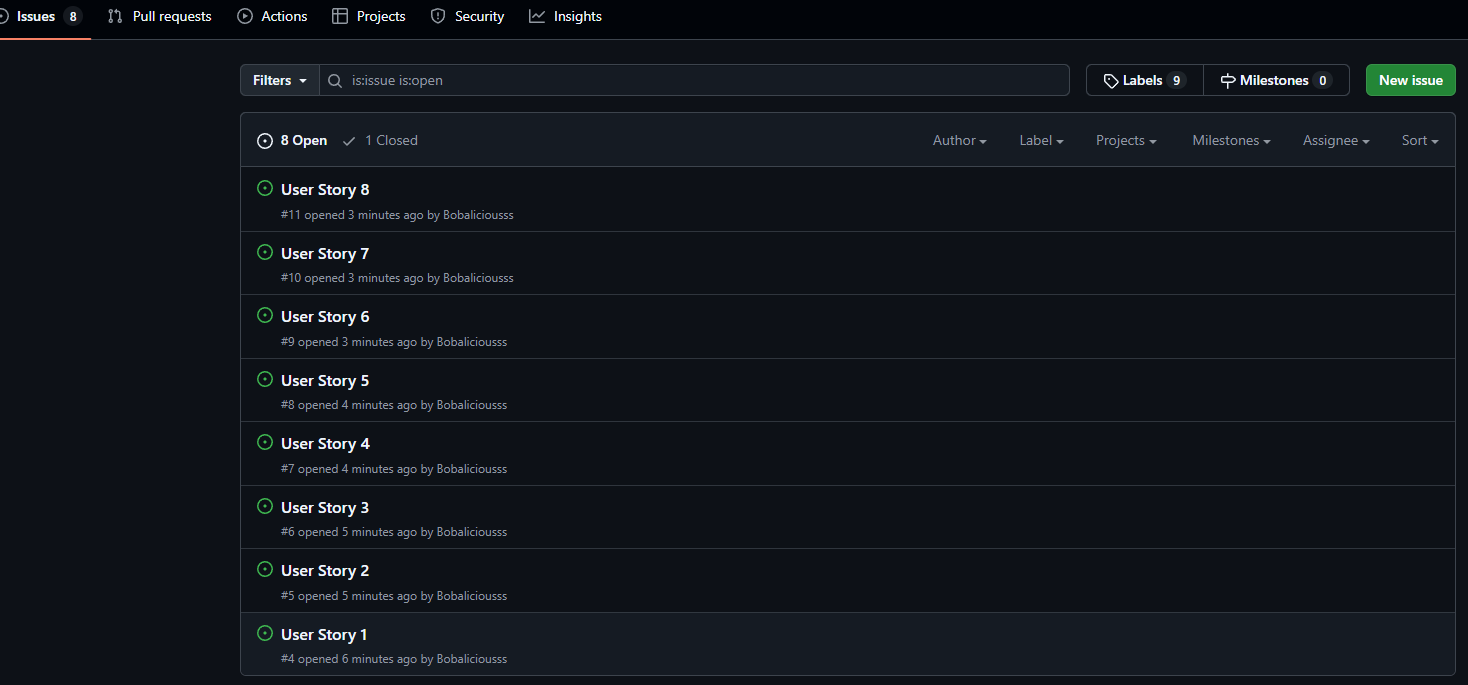 Issues 8 Pull requests Actions Projects Security Insights
Filters is:issue is:open Labels 9 Milestones 0 New issue
8 Open 1 Closed Author Label Projects Milestones Assignee Sort
User Story 8
#11 opened 3 minutes ago by Bobaliciousss
User Story 7
#10 opened 3 minutes ago by Bobaliciousss
User Story 6
#9 opened 3 minutes ago by Bobaliciousss
User Story 5
#8 opened 4 minutes ago by Bobaliciousss
User Story 4
#7 opened 4 minutes ago by Bobaliciousss
User Story 3
#6 opened 5 minutes ago by Bobaliciousss
User Story 2
#5 opened 5 minutes ago by Bobaliciousss
User Story 1
#4 opened 6 minutes ago by Bobaliciousss